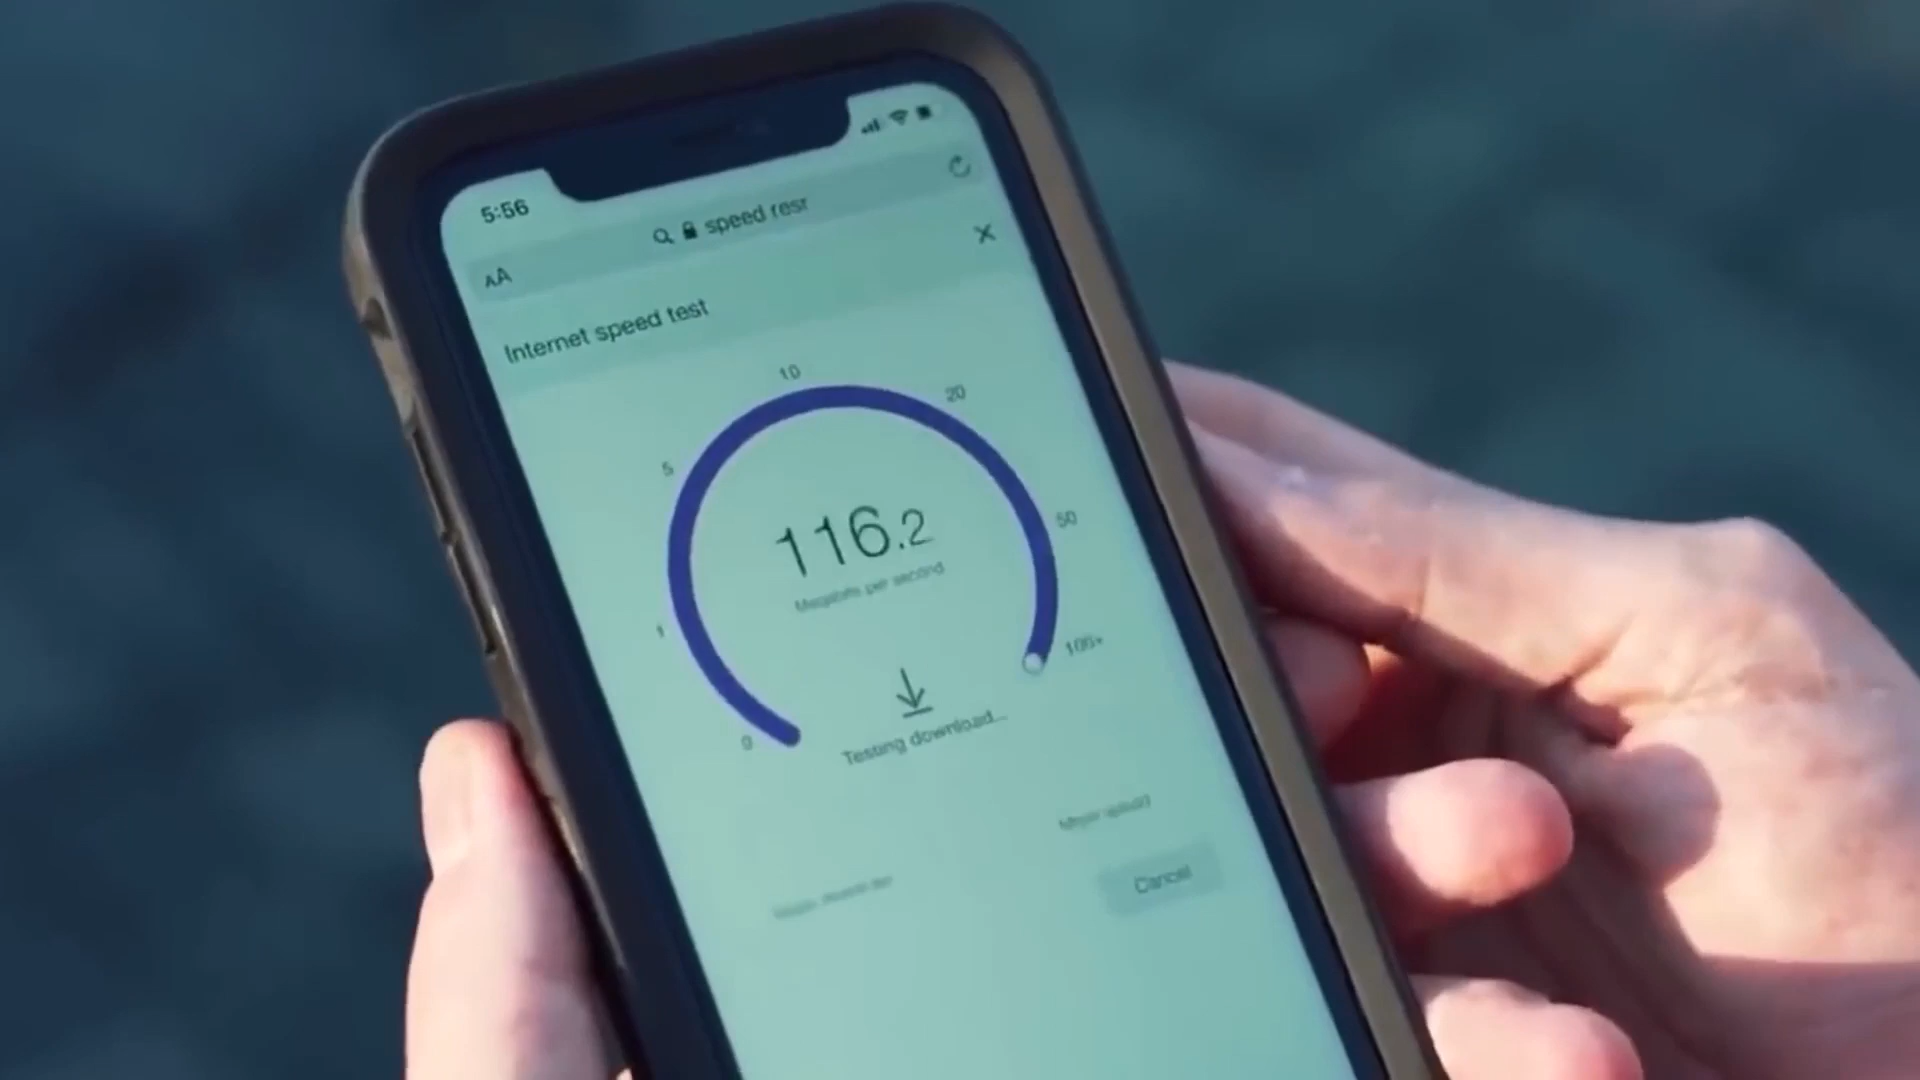 5:56
speed resr
AA
Internet speed test
10
20
5
50
116.2
Megabits per second
1
100+
0
Testing download...
Cancel